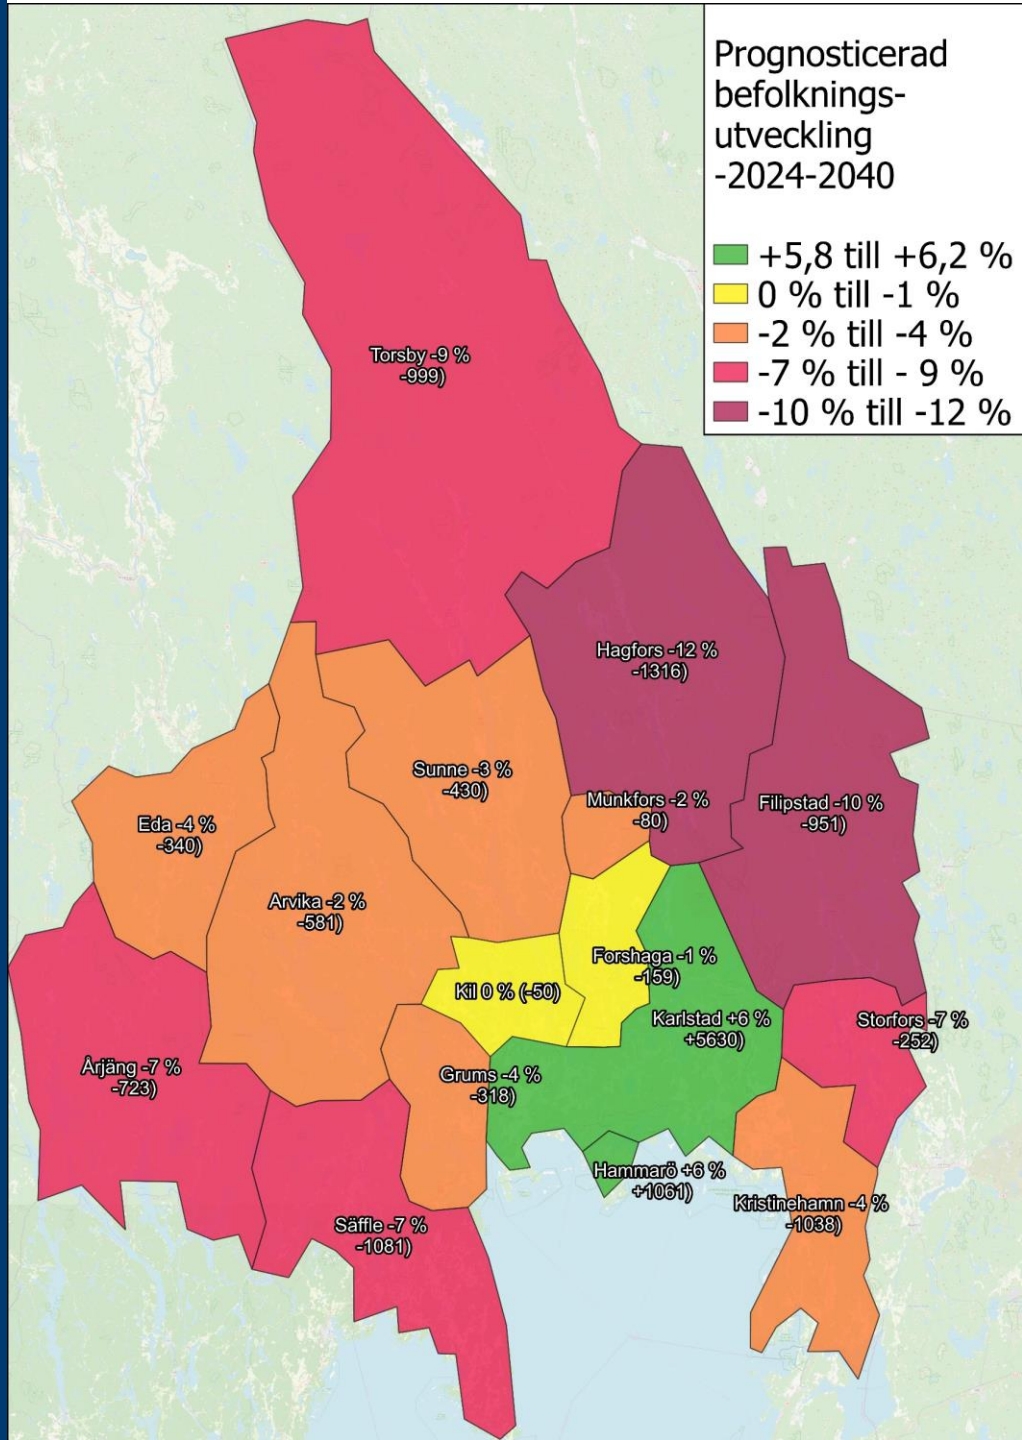 Prognosticerad
befolknings-
utveckling
-2024-2040
+5,8 till +6,2 %
0 % till -1 %
-2 % till -4 %
-7 % till - 9 %
-10 % till -12 %
Torsby -9 %
-999)
Hagfors -12 %
-1316)
Sunne -3 %
-430)
Munkfors -2 %
-80)
Filipstad -10 %
-951)
Eda -4 %
-340)
Arvika -2 %
-581)
Forshaga -1 %
-159)
Kil 0 % (-50)
Karlstad +6 %
+5630)
Storfors -7 %
-252)
Årjäng -7 %
-723)
Grums -4 %
-318)
Hammarö +6 %
+1061)
Kristinehamn -4 %
-1038)
Säffle -7 %
-1081)